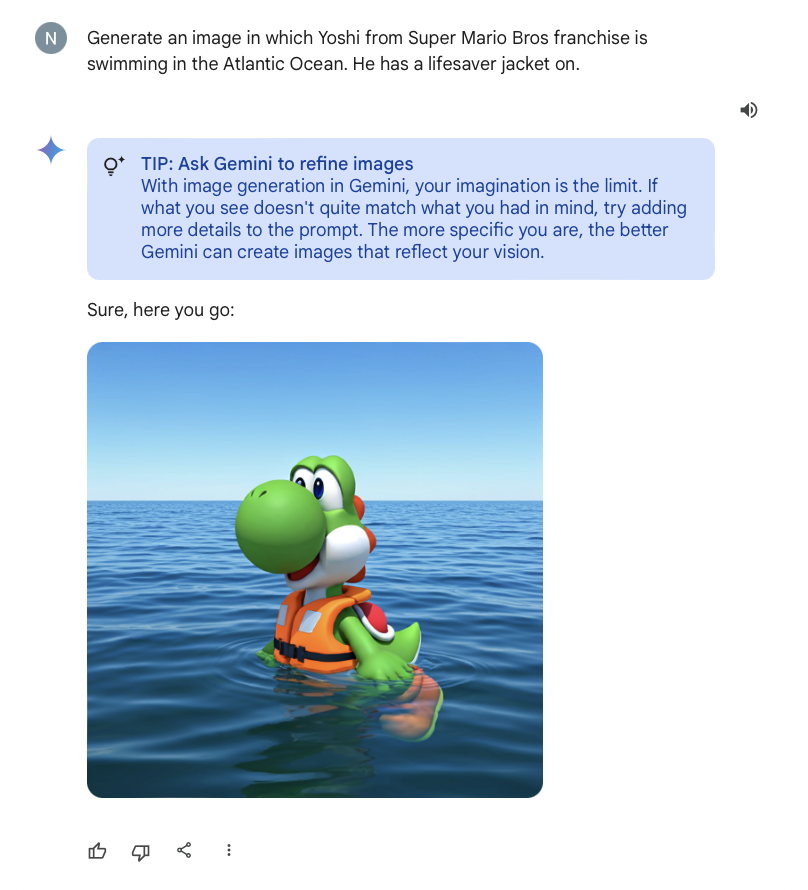 N
Generate an image in which Yoshi from Super Mario Bros franchise is
swimming in the Atlantic Ocean. He has a lifesaver jacket on.
TIP: Ask Gemini to refine images
With image generation in Gemini, your imagination is the limit. If
what you see doesn't quite match what you had in mind, try adding
more details to the prompt. The more specific you are, the better
Gemini can create images that reflect your vision.
Sure, here you go: